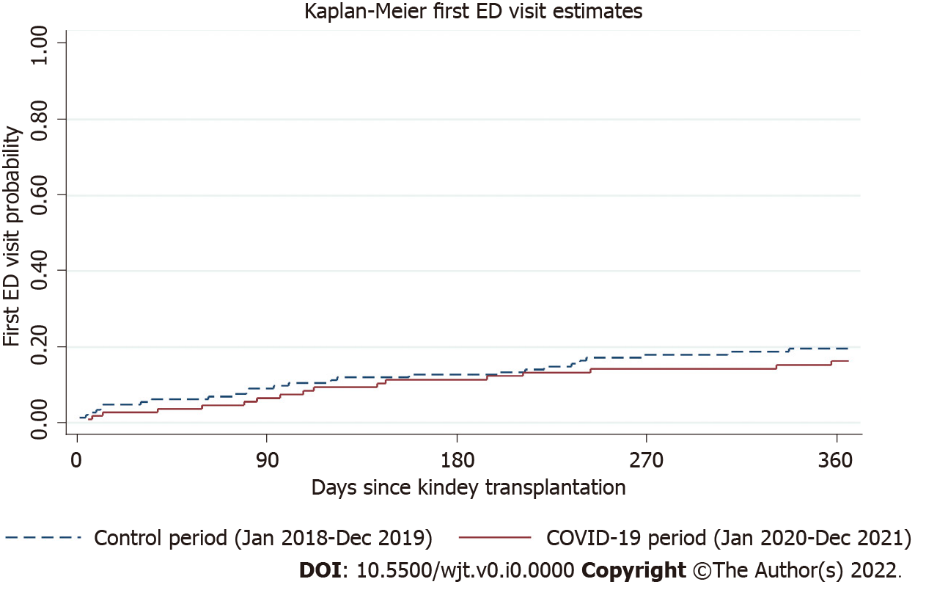 Kaplan-Meier first ED visit estimates
First ED visit probability
1.00
0.80
0.60
0.40
0.20
0.00
0 90 180 270 360
Days since kindey transplantation
Control period (Jan 2018-Dec 2019) COVID-19 period (Jan 2020-Dec 2021)
DOI: 10.5500/wjt.v0.i0.0000 Copyright ©The Author(s) 2022.